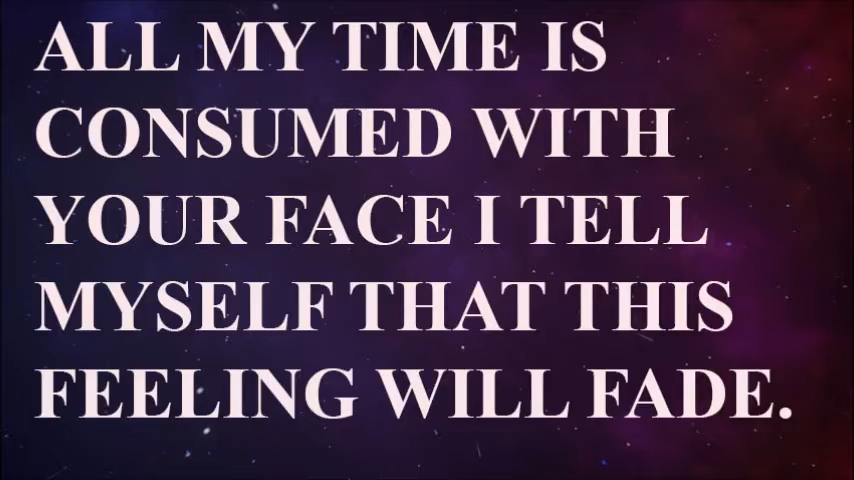 ALL MY TIME IS
CONSUMED WITH
YOUR FACE I TELL
MYSELF THAT THIS
FEELING WILL FADE.